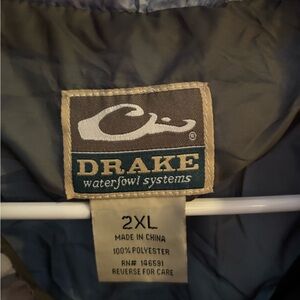 ®
DRAKE
waterfowl systems
2XL
MADE IN CHINA
100% POLYESTER
RN# 146591
REVERSE FOR CARE